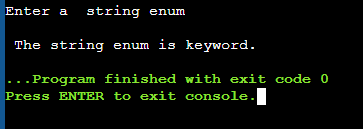 Enter a  string enum
The string enum is keyword.
...Program finished with exit code 0
Press ENTER to exit console.